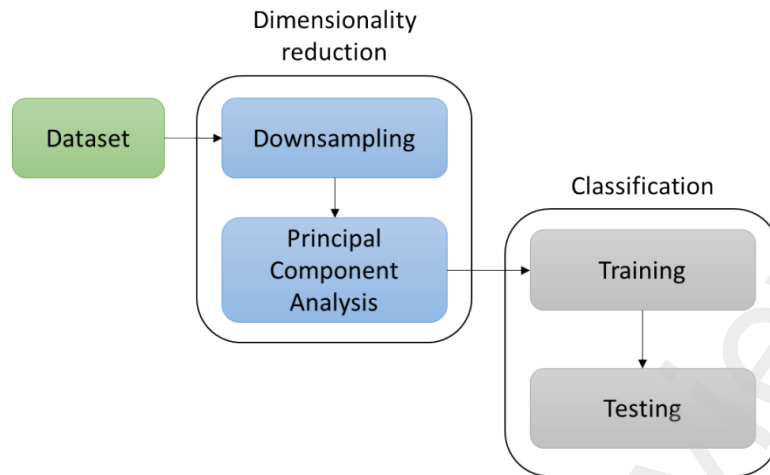 Dimensionality
reduction
Dataset
Downsampling
Principal
Component
Analysis
Classification
Training
Testing